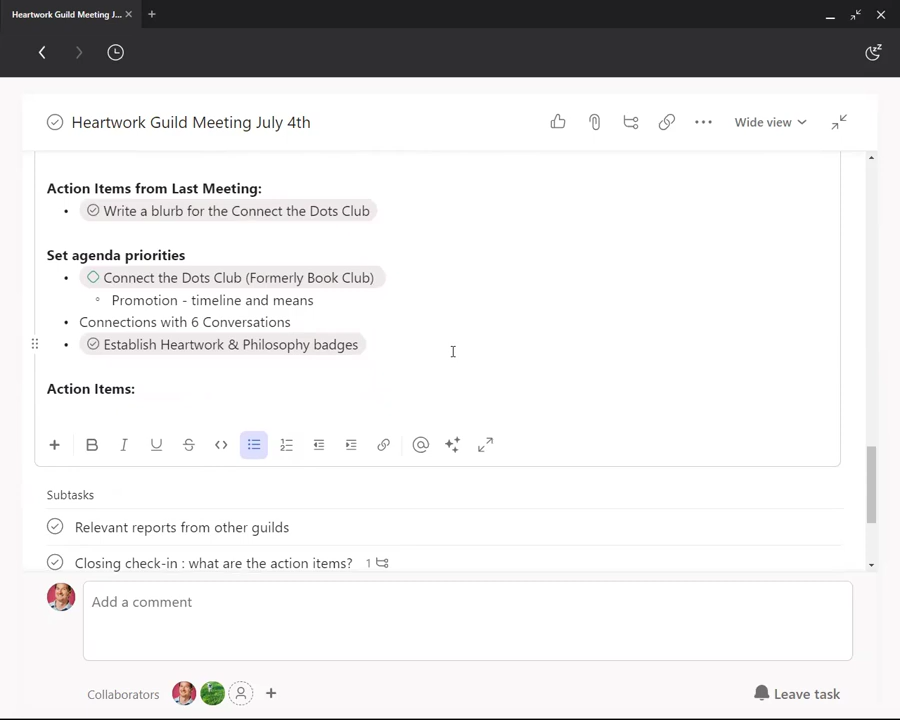 Heartwork Guild Meeting J...
Heartwork Guild Meeting July 4th
Wide view
Action Items from Last Meeting:
Write a blurb for the Connect the Dots Club
Set agenda priorities
Connect the Dots Club (Formerly Book Club)
Promotion - timeline and means
Connections with 6 Conversations
Establish Heartwork & Philosophy badges
Action Items:
Subtasks
Relevant reports from other guilds
Closing check-in : what are the action items? 1
Add a comment
Collaborators
Leave task